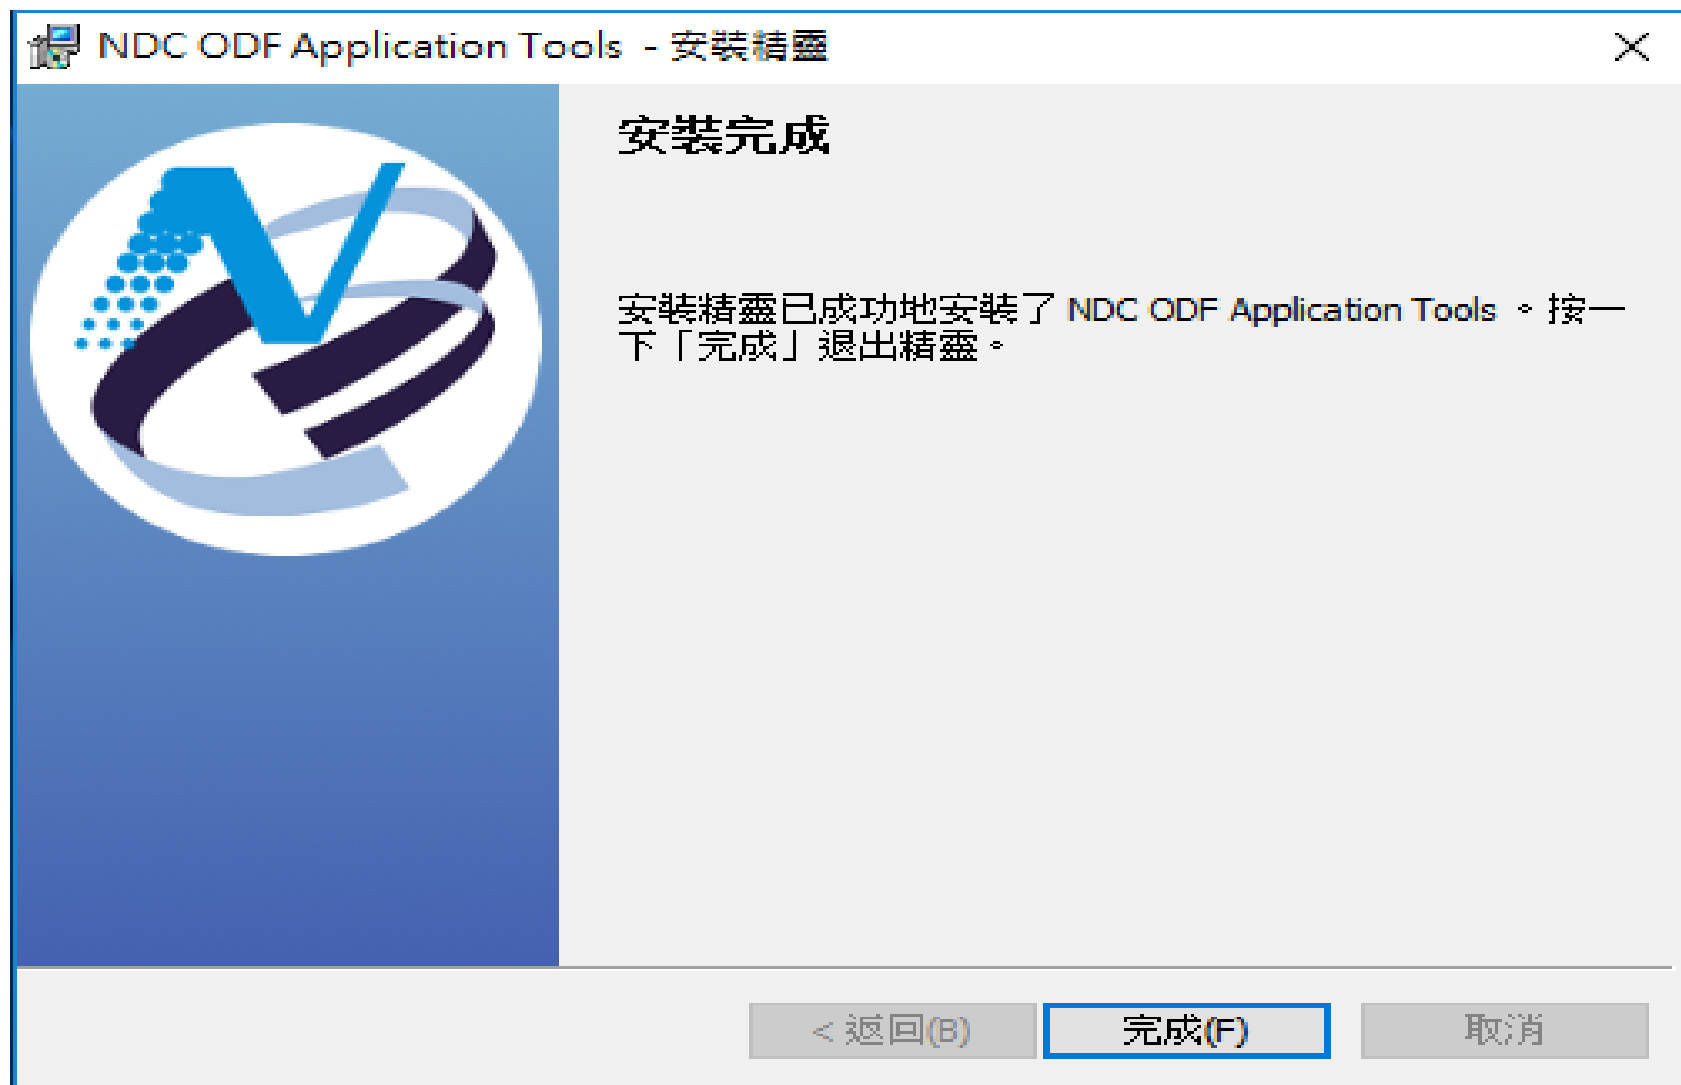 NDC ODF Application Tools - 安裝精靈
安裝完成
安裝精靈已成功地安裝了 NDC ODF Application Tools 。按一
下「完成」退出精靈。
< 返回(B)
完成(F)
取消